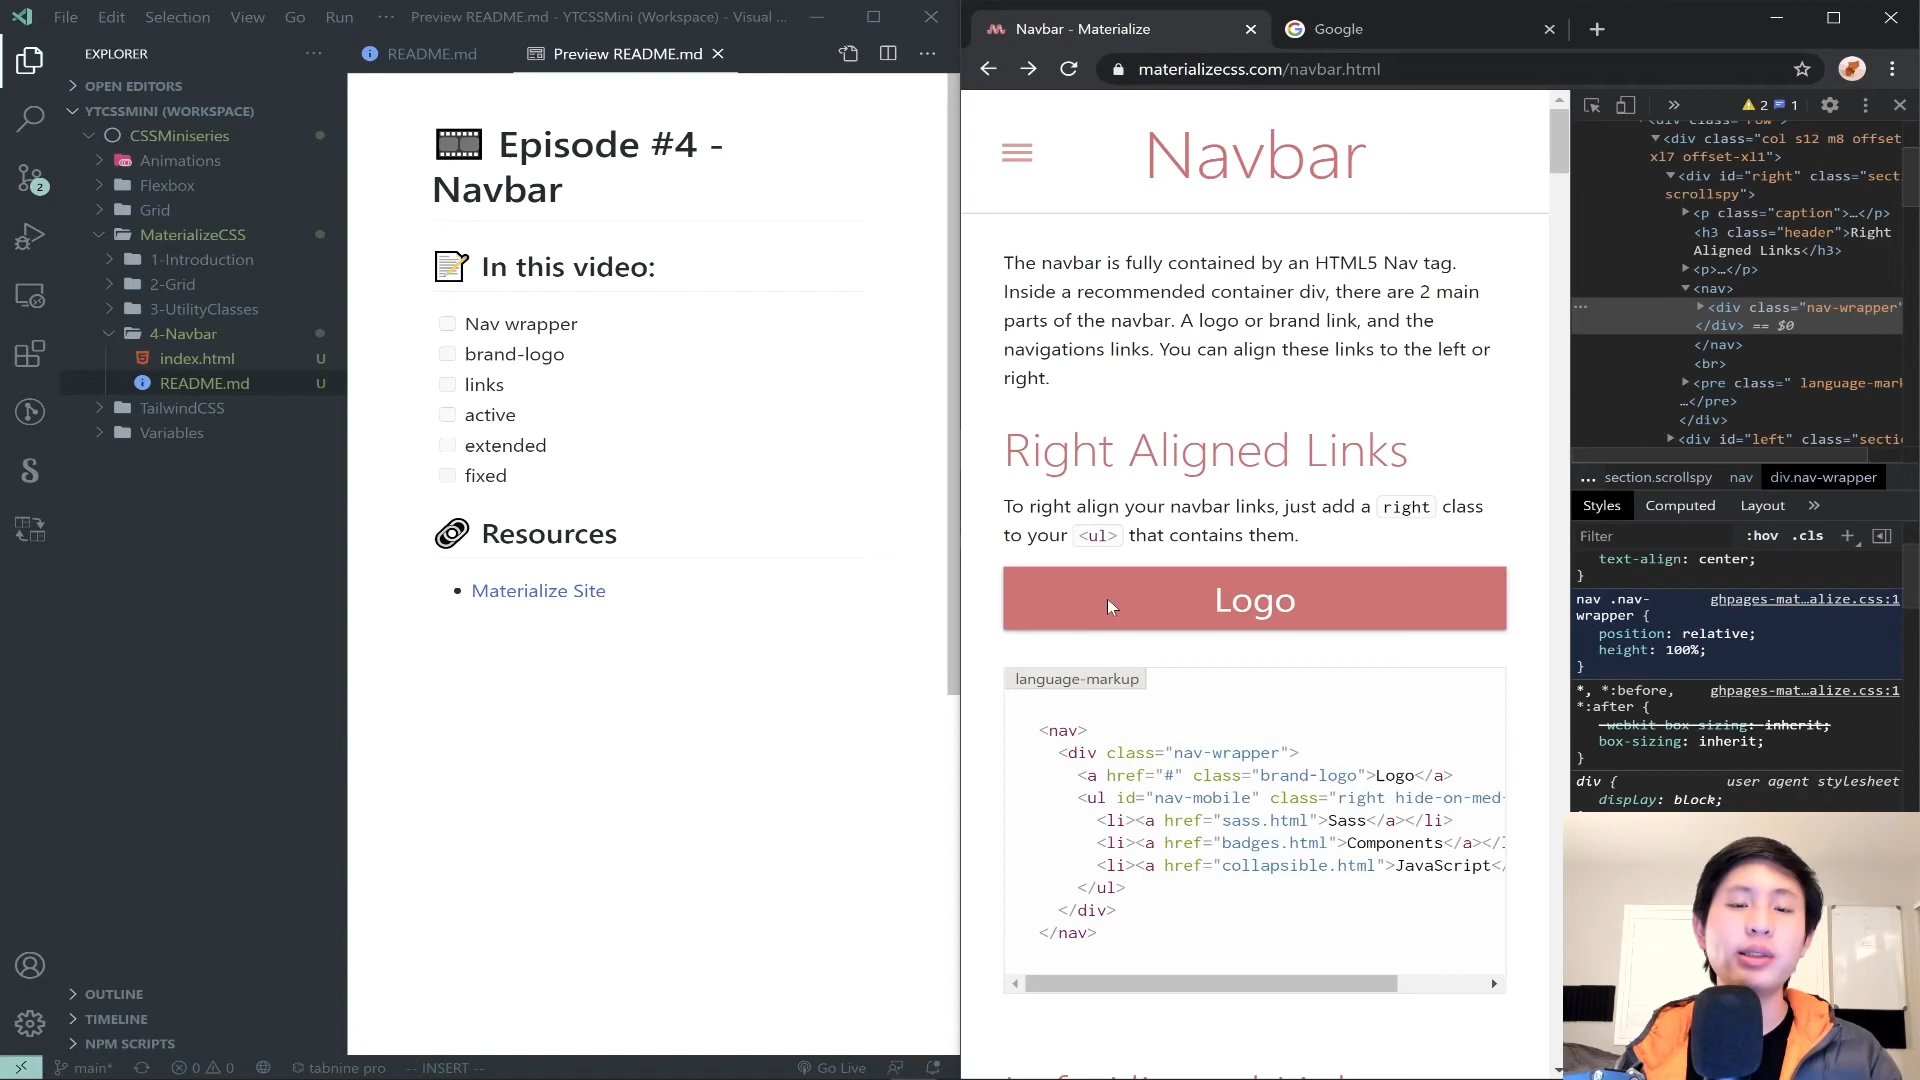 File Edit Selection View Go Run ··· Preview README.md - YTCSSMini (Workspace) - Visual ...
EXPLORER ···
OPEN EDITORS
YTCSSMINI (WORKSPACE)
CSSMiniseries
Animations
Flexbox
Grid
MaterializeCSS
1-Introduction
2-Grid
3-UtilityClasses
4-Navbar
index.html U
README.md U
TailwindCSS
Variables
2
OUTLINE
TIMELINE
NPM SCRIPTS
main* 0 0 tabnine pro -- INSERT -- Go Live
README.md Preview README.md
Episode #4 -
Navbar
In this video:
Nav wrapper
brand-logo
links
active
extended
fixed
Resources
• Materialize Site
Navbar - Materialize Google
materializecss.com/navbar.html
Navbar
The navbar is fully contained by an HTML5 Nav tag.
Inside a recommended container div, there are 2 main
parts of the navbar. A logo or brand link, and the
navigations links. You can align these links to the left or
right.
Right Aligned Links
To right align your navbar links, just add a right class
to your <ul> that contains them.
Logo
language-markup
<nav>
<div class="nav-wrapper">
<a href="#" class="brand-logo">Logo</a>
<ul id="nav-mobile" class="right hide-on-med-
<li><a href="sass.html">Sass</a></li>
<li><a href="badges.html">Components</a></l
<li><a href="collapsible.html">JavaScript</
</ul>
</div>
</nav>
2 1
<div class="row">
<div class="col s12 m8 offset
xl7 offset-xl1">
<div id="right" class="sect
scrollspy">
<p class="caption">…</p>
<h3 class="header">Right
Aligned Links</h3>
<p>…</p>
<nav>
<div class="nav-wrapper"
</div> == $0
</nav>
<br>
<pre class=" language-mark
…</pre>
</div>
<div id="left" class="secti
... section.scrollspy nav div.nav-wrapper
Styles Computed Layout
Filter :hov .cls
text-align: center;
}
nav .nav- ghpages-mat…alize.css:1
wrapper {
position: relative;
height: 100%;
}
*, *:before, ghpages-mat…alize.css:1
*:after {
-webkit-box-sizing: inherit;
box-sizing: inherit;
}
div { user agent stylesheet
display: block;